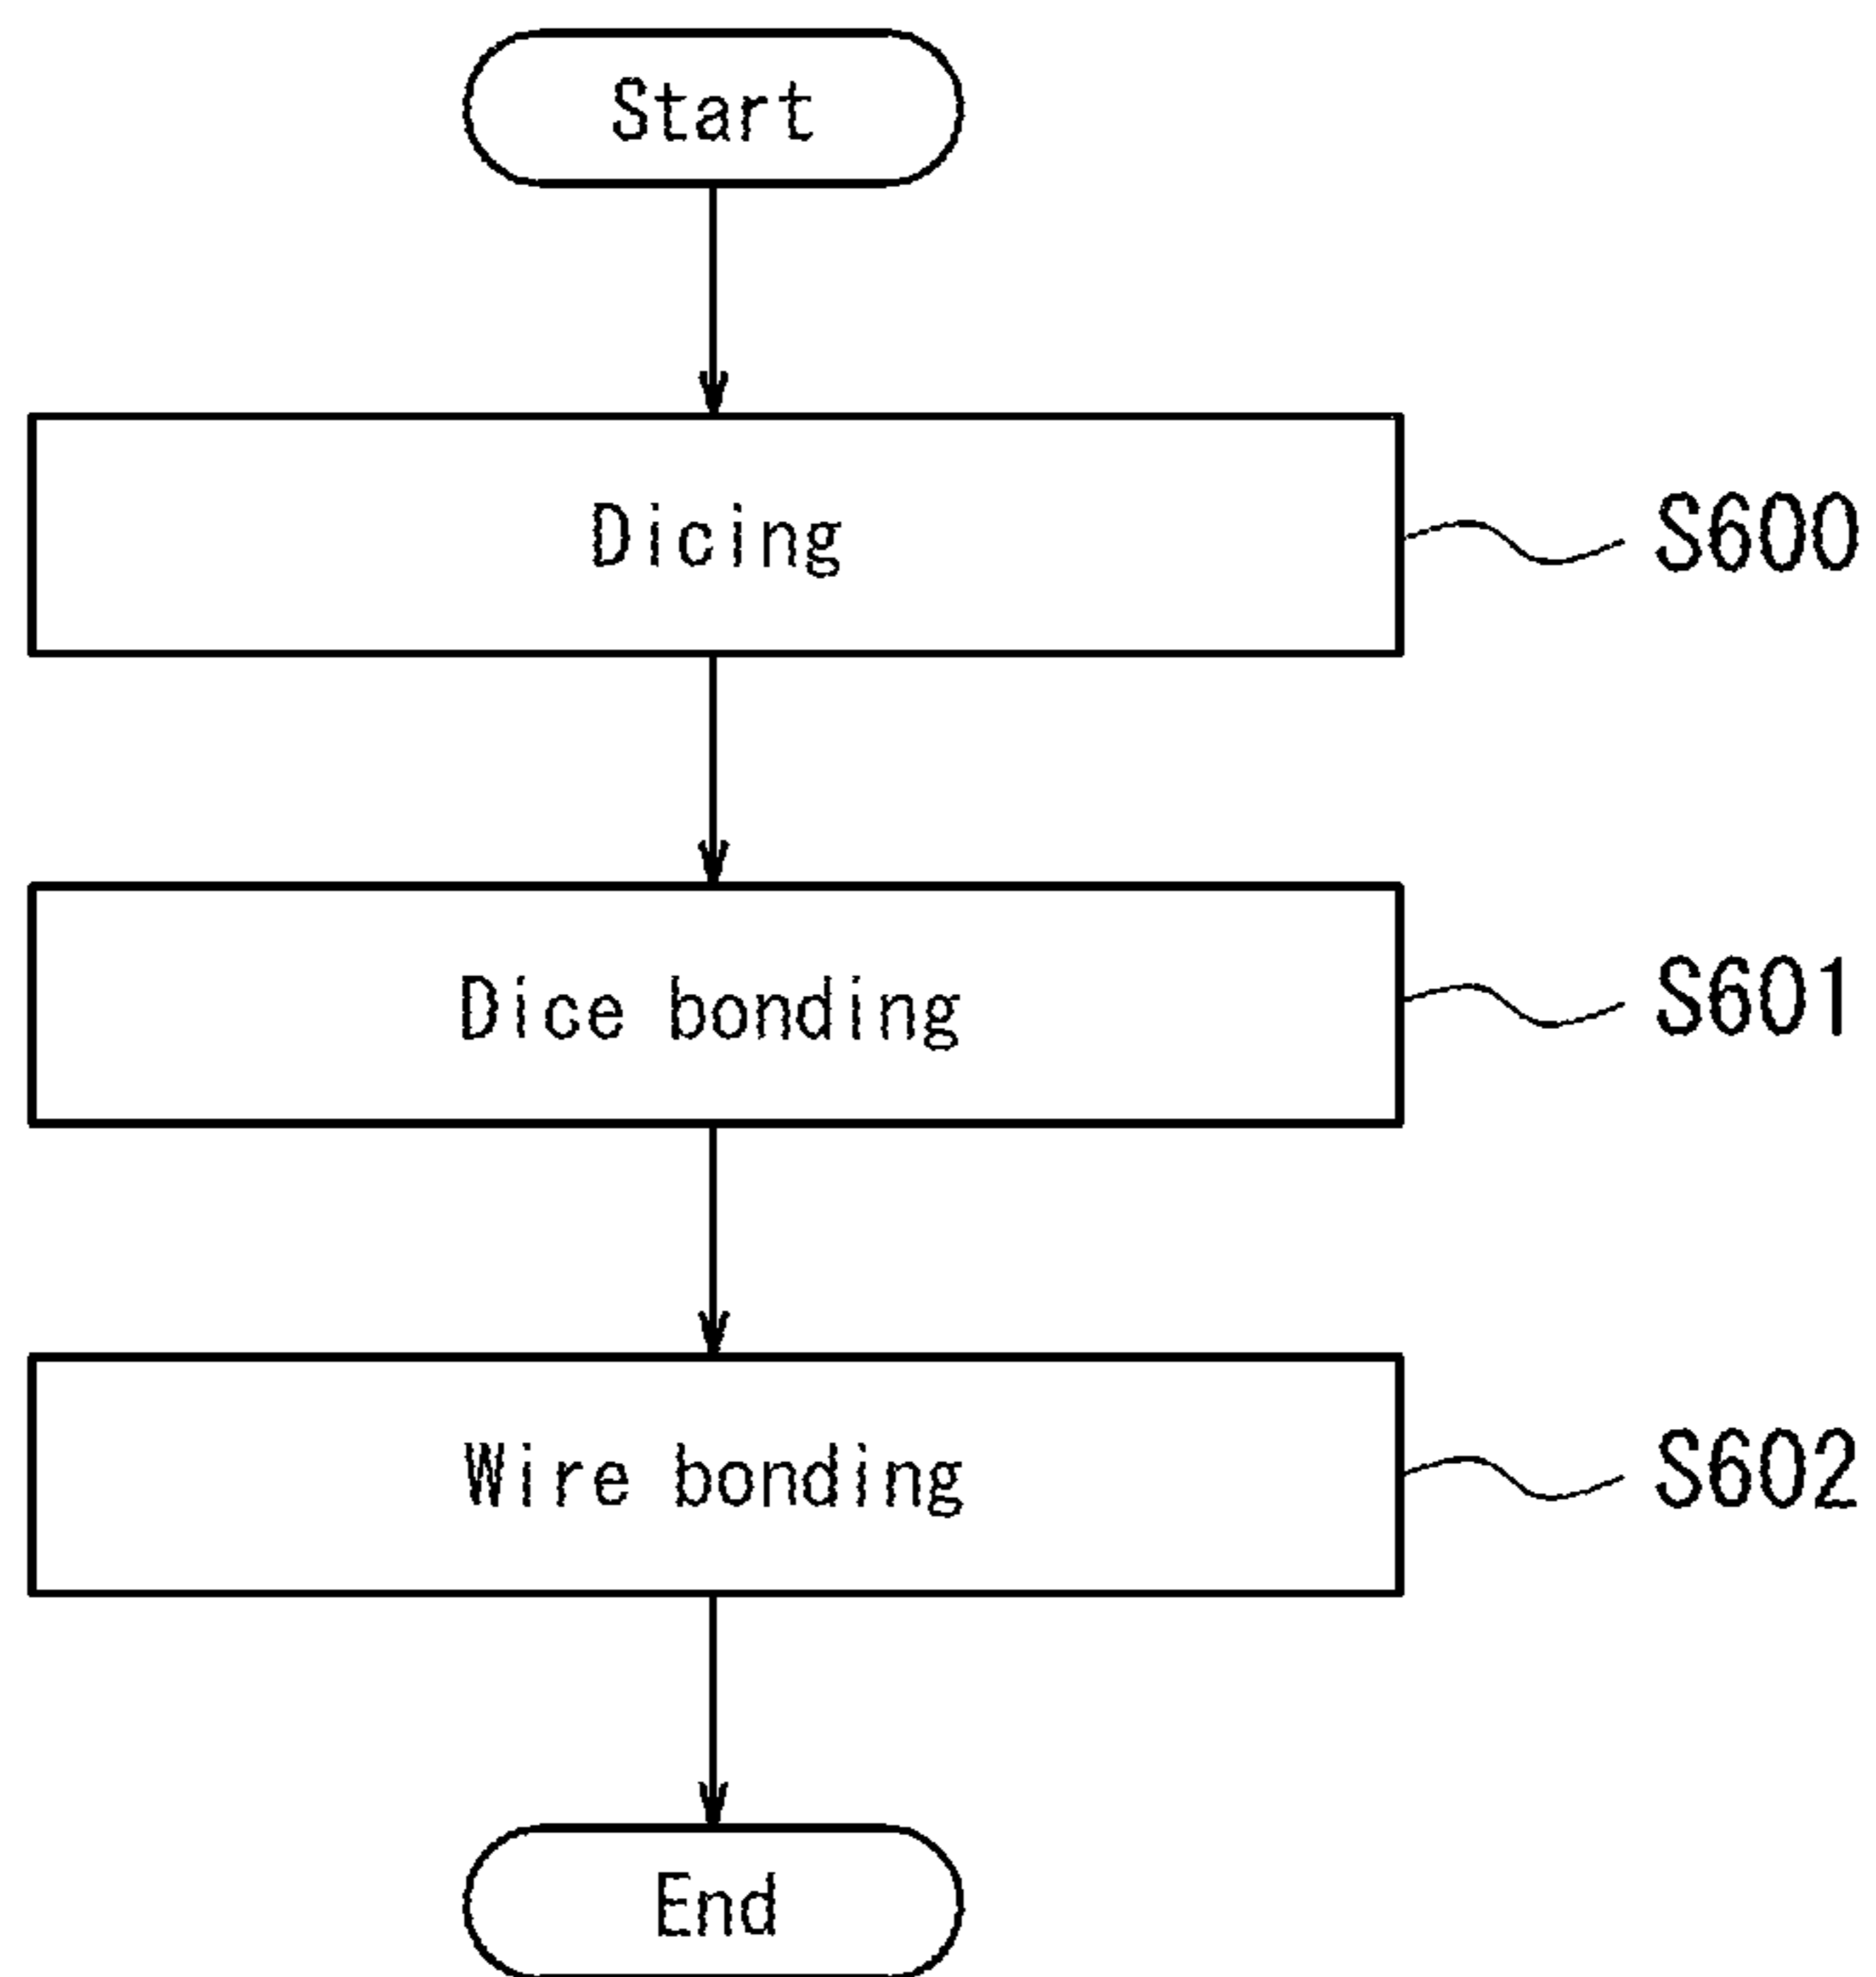 Start
Dicing
S600
Dice bonding
S601
Wire bonding
S602
End